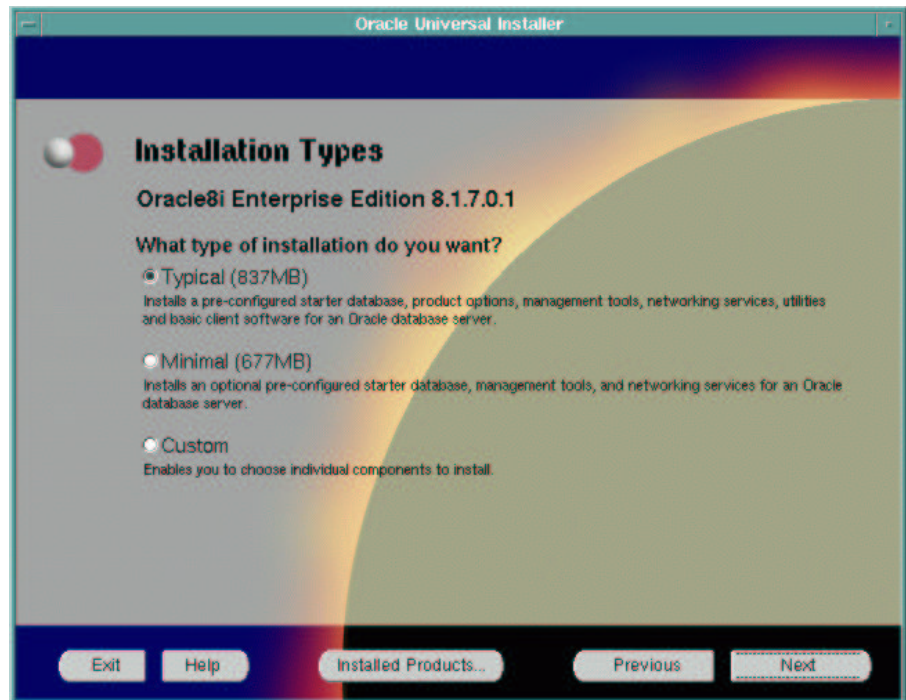 Oracle Universal Installer
Installation Types
Oracle8i Enterprise Edition 8.1.7.0.1
What type of installation do you want?
Typical (837MB)
Installs a pre-configured starter database, product options, management tools, networking services, utilities
and basic client software for an Oracle database server.
Minimal (677MB)
Installs an optional pre-configured starter database, management tools, and networking services for an Oracle
database server.
Custom
Enables you to choose individual components to install.
Exit Help Installed Products... Previous Next